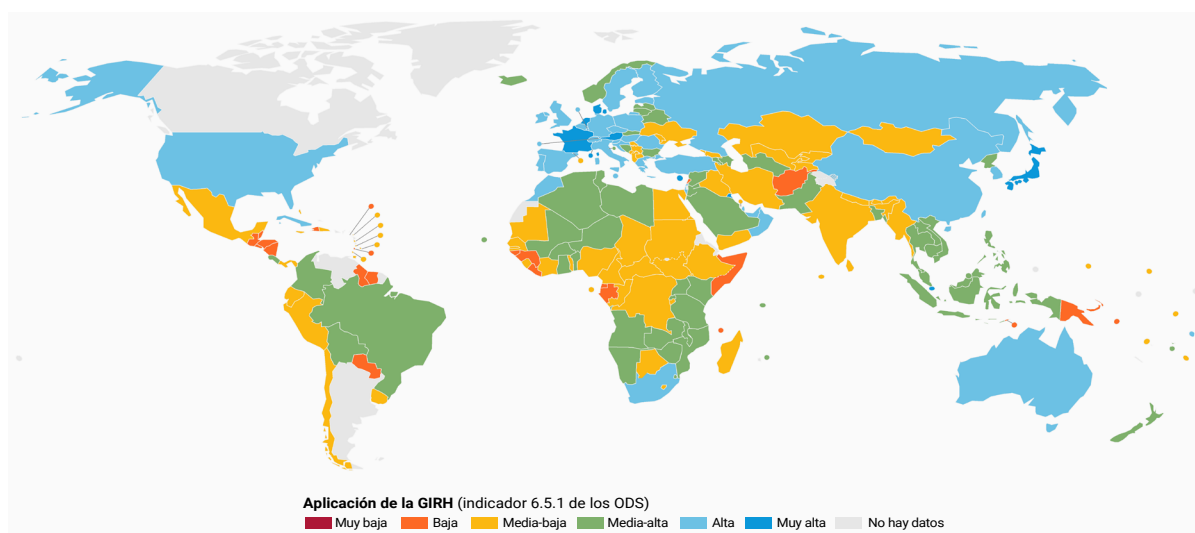 Aplicación de la GIRH (indicador 6.5.1 de los ODS)
Muy baja Baja Media-baja Media-alta Alta Muy alta No hay datos